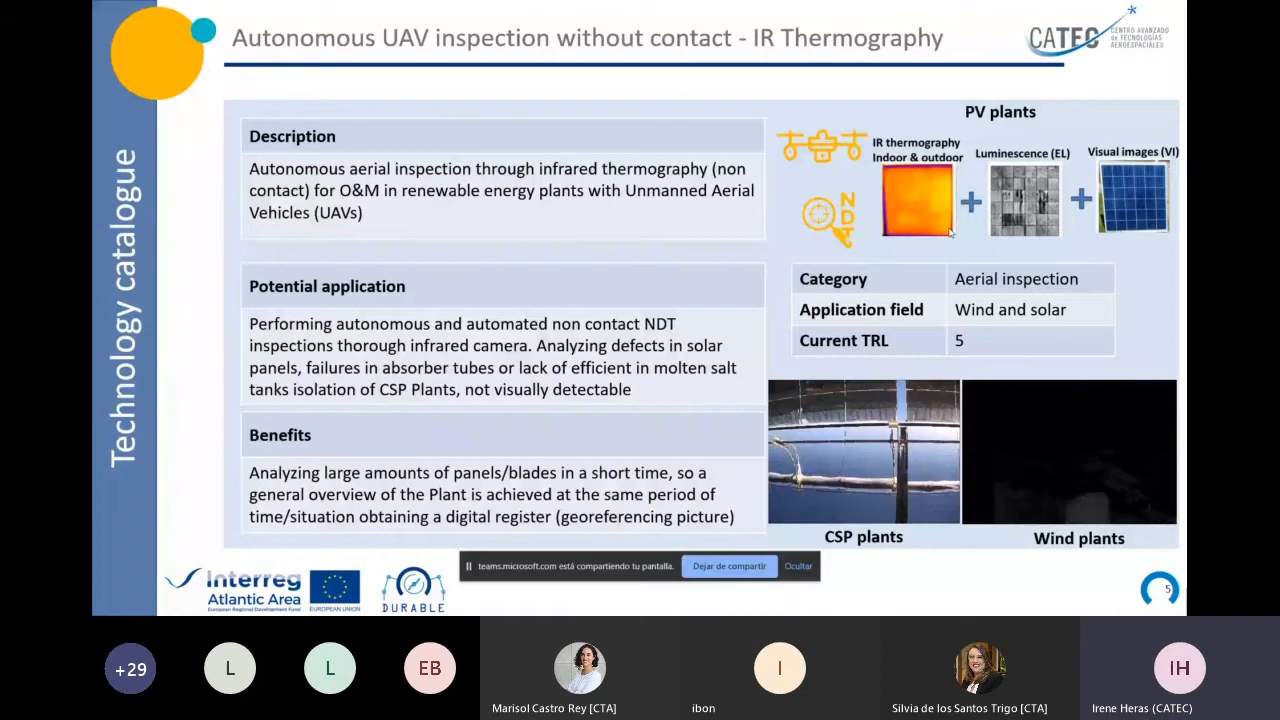 Autonomous UAV inspection without contact - IR Thermography
CATEC
CENTRO AVANZADO
DE TECNOLOGÍAS
AEROESPACIALES
Technology catalogue
Description
Autonomous aerial inspection through infrared thermography (non
contact) for O&M in renewable energy plants with Unmanned Aerial
Vehicles (UAVs)
Potential application
Performing autonomous and automated non contact NDT
inspections thorough infrared camera. Analyzing defects in solar
panels, failures in absorber tubes or lack of efficient in molten salt
tanks isolation of CSP Plants, not visually detectable
Benefits
Analyzing large amounts of panels/blades in a short time, so a
general overview of the Plant is achieved at the same period of
time/situation obtaining a digital register (georeferencing picture)
PV plants
IR thermography
Indoor & outdoor
Luminescence (EL)
Visual images (VI)
NDT
+
+
Category Aerial inspection
Application field Wind and solar
Current TRL 5
CSP plants
Wind plants
teams.microsoft.com está compartiendo tu pantalla. Dejar de compartir Ocultar
Interreg
Atlantic Area
European Regional Development Fund
EUROPEAN UNION
DURABLE
5
+29
L
L
EB
I
IH
Marisol Castro Rey [CTA]
ibon
Silvia de los Santos Trigo [CTA]
Irene Heras (CATEC)